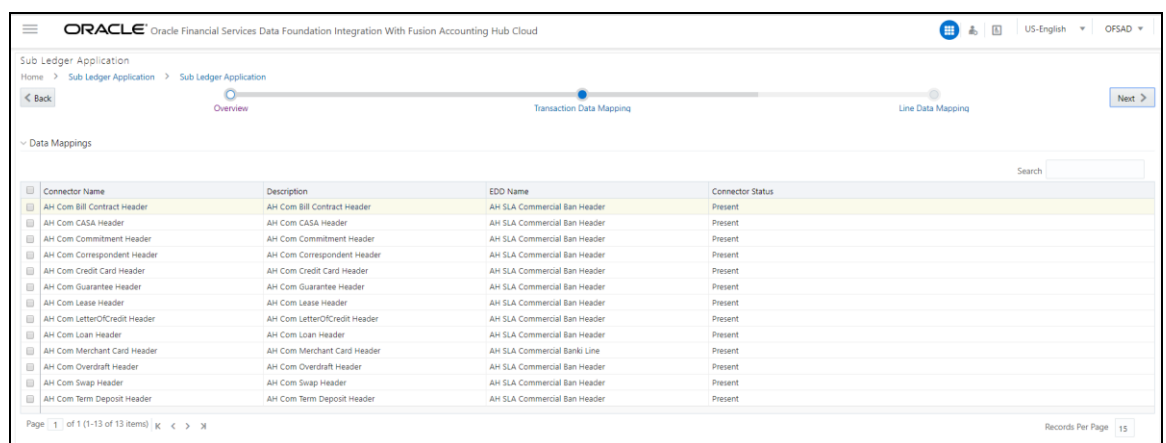 ORACLE® Oracle Financial Services Data Foundation Integration With Fusion Accounting Hub Cloud US-English OFSAD
Sub Ledger Application
Home > Sub Ledger Application > Sub Ledger Application
< Back Overview Transaction Data Mapping Line Data Mapping Next >
Data Mappings
Search
Connector Name Description EDD Name Connector Status
AH Com Bill Contract Header AH Com Bill Contract Header AH SLA Commercial Ban Header Present
AH Com CASA Header AH Com CASA Header AH SLA Commercial Ban Header Present
AH Com Commitment Header AH Com Commitment Header AH SLA Commercial Ban Header Present
AH Com Correspondent Header AH Com Correspondent Header AH SLA Commercial Ban Header Present
AH Com Credit Card Header AH Com Credit Card Header AH SLA Commercial Ban Header Present
AH Com Guarantee Header AH Com Guarantee Header AH SLA Commercial Ban Header Present
AH Com Lease Header AH Com Lease Header AH SLA Commercial Ban Header Present
AH Com LetterOfCredit Header AH Com LetterOfCredit Header AH SLA Commercial Ban Header Present
AH Com Loan Header AH Com Loan Header AH SLA Commercial Ban Header Present
AH Com Merchant Card Header AH Com Merchant Card Header AH SLA Commercial Banki Line Present
AH Com Overdraft Header AH Com Overdraft Header AH SLA Commercial Ban Header Present
AH Com Swap Header AH Com Swap Header AH SLA Commercial Ban Header Present
AH Com Term Deposit Header AH Com Term Deposit Header AH SLA Commercial Ban Header Present
Page 1 of 1 (1-13 of 13 items) K < > Records Per Page 15